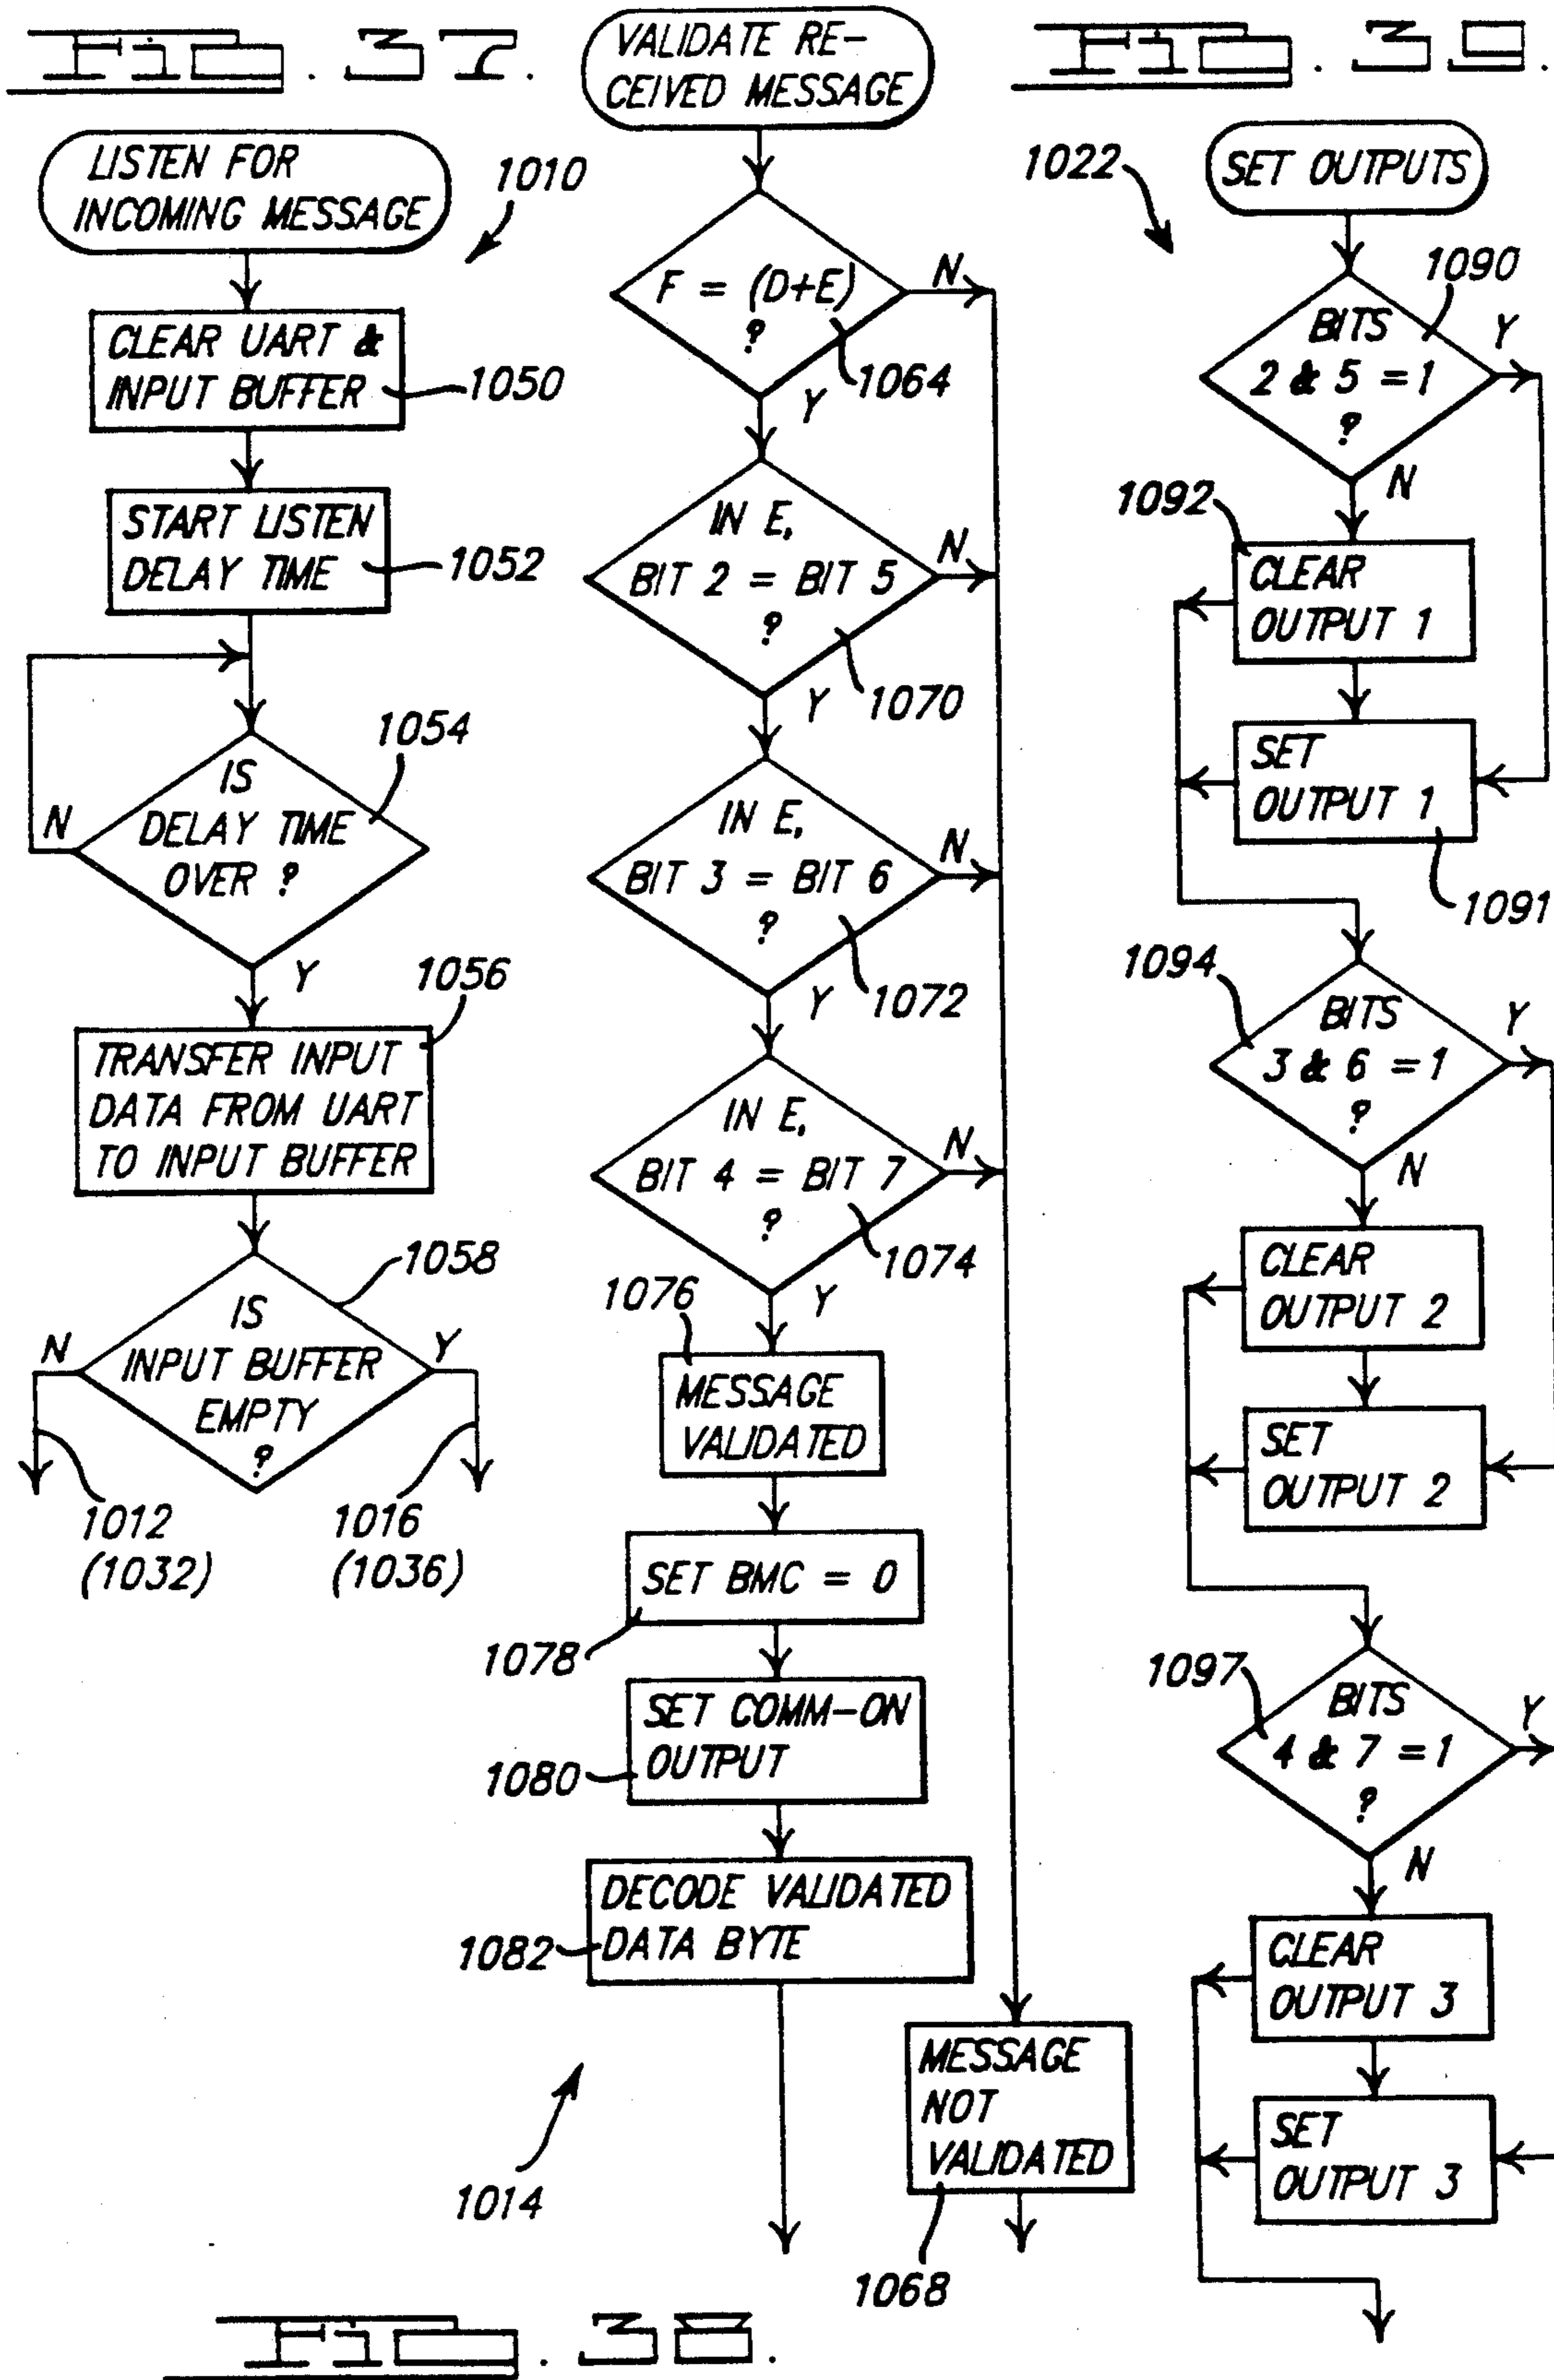 FIG. 37.
LISTEN FOR
INCOMING MESSAGE
1010
CLEAR UART &
INPUT BUFFER
1050
START LISTEN
DELAY TIME
1052
1054
IS
DELAY TIME
OVER ?
N
Y
1056
TRANSFER INPUT
DATA FROM UART
TO INPUT BUFFER
1058
IS
INPUT BUFFER
EMPTY
?
N
Y
1012
(1032)
1016
(1036)
VALIDATE RE-
CEIVED MESSAGE
F = (D+E)
?
N
1064
Y
IN E,
BIT 2 = BIT 5
?
N
1070
Y
IN E,
BIT 3 = BIT 6
?
N
1072
Y
IN E,
BIT 4 = BIT 7
?
N
1074
Y
1076
MESSAGE
VALIDATED
SET BMC = 0
1078
SET COMM-ON
OUTPUT
1080
DECODE VALIDATED
DATA BYTE
1082
MESSAGE
NOT
VALIDATED
1068
1014
FIG. 38.
FIG. 39.
1022
SET OUTPUTS
1090
BITS
2 & 5 = 1
?
Y
N
1092
CLEAR
OUTPUT 1
SET
OUTPUT 1
1091
1094
BITS
3 & 6 = 1
?
Y
N
CLEAR
OUTPUT 2
SET
OUTPUT 2
1097
BITS
4 & 7 = 1
?
Y
N
CLEAR
OUTPUT 3
SET
OUTPUT 3